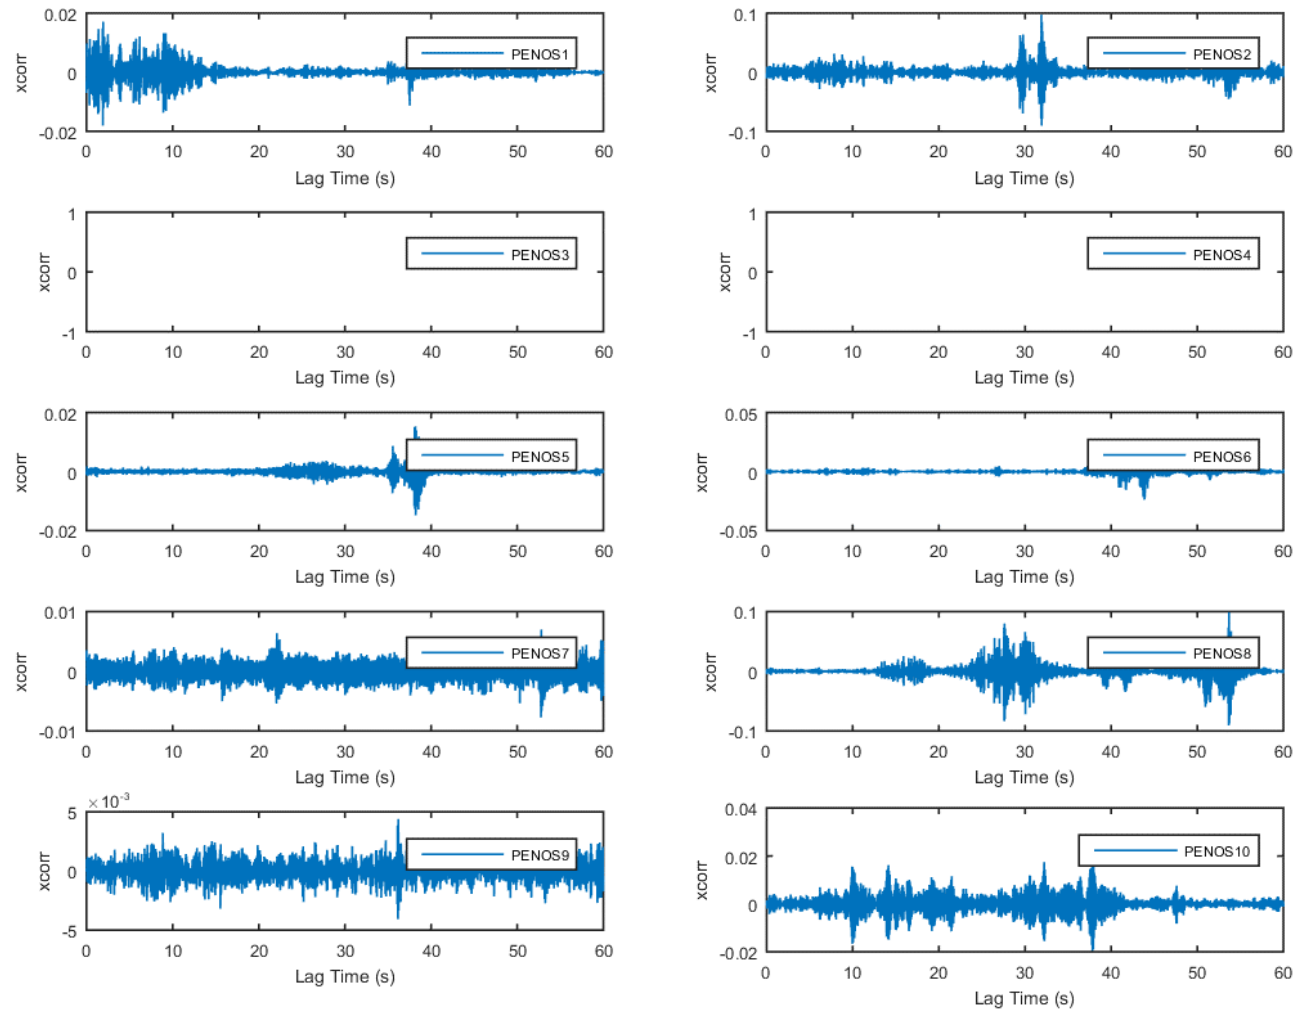 0.02
xcorr
0
-0.02
PENOS1
0 10 20 30 40 50 60
Lag Time (s)
0.1
xcorr
0
-0.1
PENOS2
0 10 20 30 40 50 60
Lag Time (s)
1
xcorr
0
-1
PENOS3
0 10 20 30 40 50 60
Lag Time (s)
1
xcorr
0
-1
PENOS4
0 10 20 30 40 50 60
Lag Time (s)
0.02
xcorr
0
-0.02
PENOS5
0 10 20 30 40 50 60
Lag Time (s)
0.05
xcorr
0
-0.05
PENOS6
0 10 20 30 40 50 60
Lag Time (s)
0.01
xcorr
0
-0.01
PENOS7
0 10 20 30 40 50 60
Lag Time (s)
0.1
xcorr
0
-0.1
PENOS8
0 10 20 30 40 50 60
Lag Time (s)
× 10⁻³
5
xcorr
0
-5
PENOS9
0 10 20 30 40 50 60
Lag Time (s)
0.04
0.02
xcorr
0
-0.02
PENOS10
0 10 20 30 40 50 60
Lag Time (s)